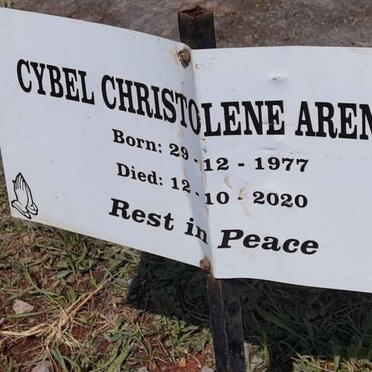 CYBEL CHRISTOLENE AREN
Born: 29-12-1977
Died: 12-10-2020
Rest in Peace